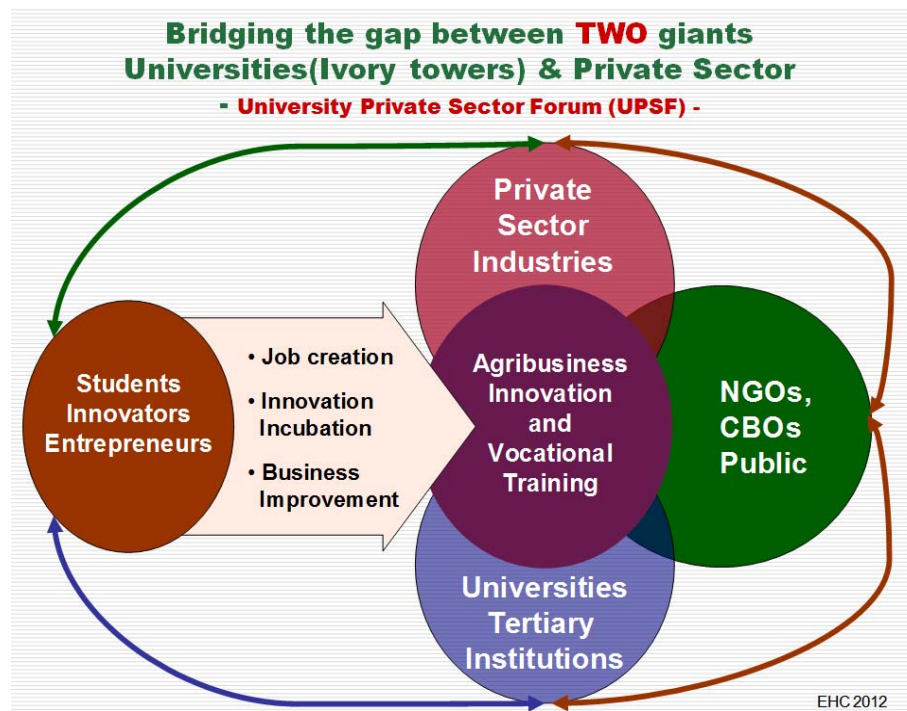 Bridging the gap between TWO giants
Universities(Ivory towers) & Private Sector
- University Private Sector Forum (UPSF) -
Private
Sector
Industries
Students
Innovators
Entrepreneurs
• Job creation
• Innovation
Incubation
• Business
Improvement
Agribusiness
Innovation
and
Vocational
Training
NGOs,
CBOs
Public
Universities
Tertiary
Institutions
EHC 2012